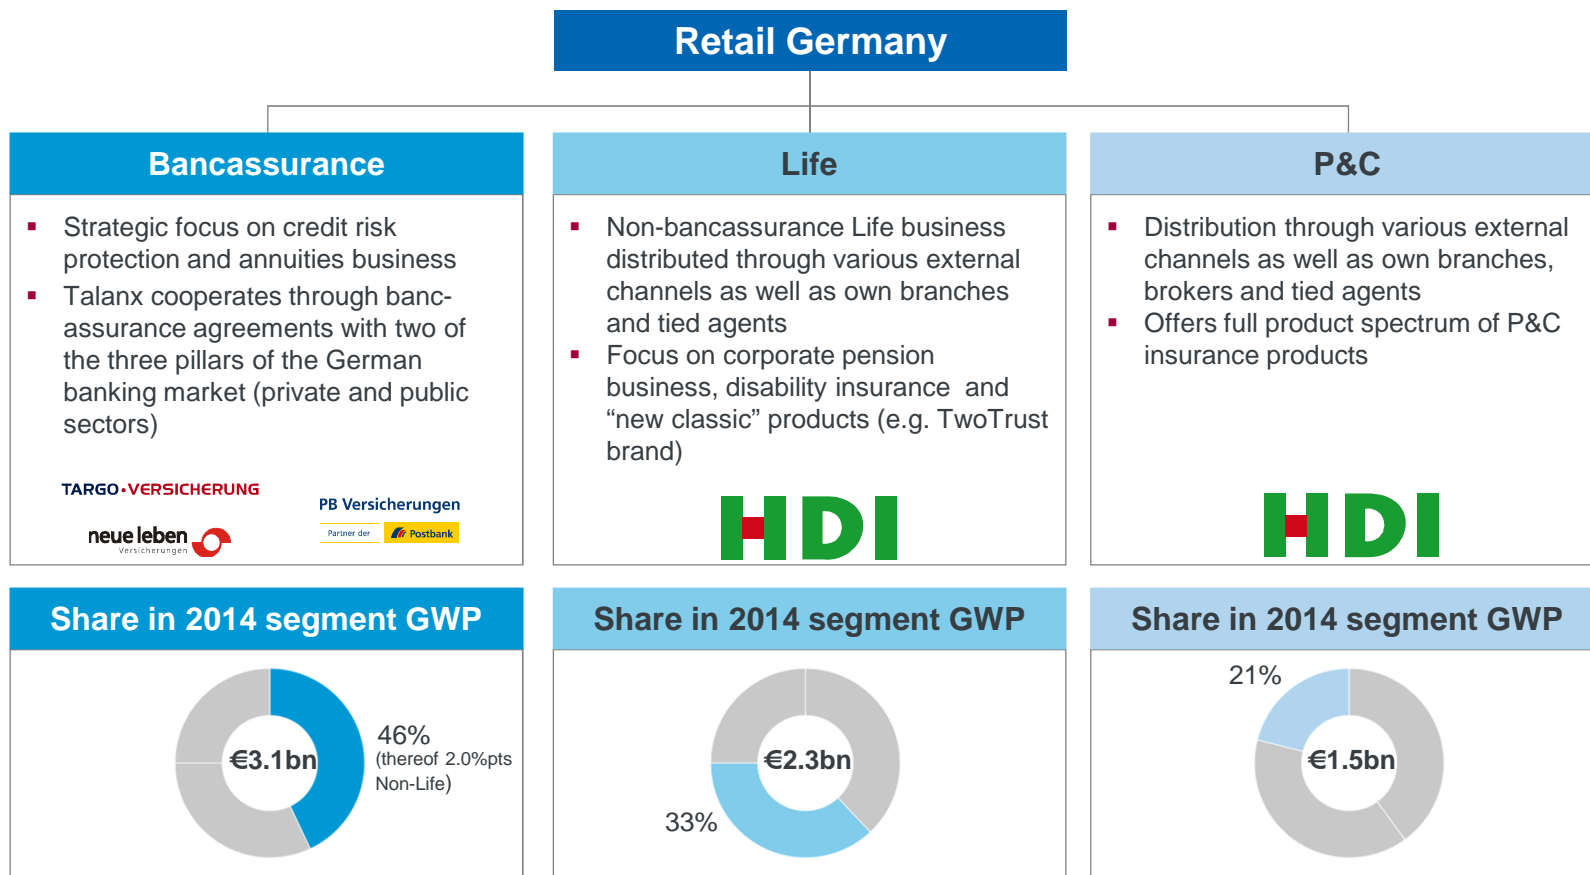 Retail Germany
Bancassurance
▪ Strategic focus on credit risk
protection and annuities business
▪ Talanx cooperates through banc-
assurance agreements with two of
the three pillars of the German
banking market (private and public
sectors)
TARGO•VERSICHERUNG
PB Versicherungen
Partner der Postbank
neue leben
Versicherungen
Life
▪ Non-bancassurance Life business
distributed through various external
channels as well as own branches
and tied agents
▪ Focus on corporate pension
business, disability insurance and
“new classic” products (e.g. TwoTrust
brand)
HDI
P&C
▪ Distribution through various external
channels as well as own branches,
brokers and tied agents
▪ Offers full product spectrum of P&C
insurance products
HDI
Share in 2014 segment GWP
€3.1bn
46%
(thereof 2.0%pts
Non-Life)
Share in 2014 segment GWP
€2.3bn
33%
Share in 2014 segment GWP
21%
€1.5bn